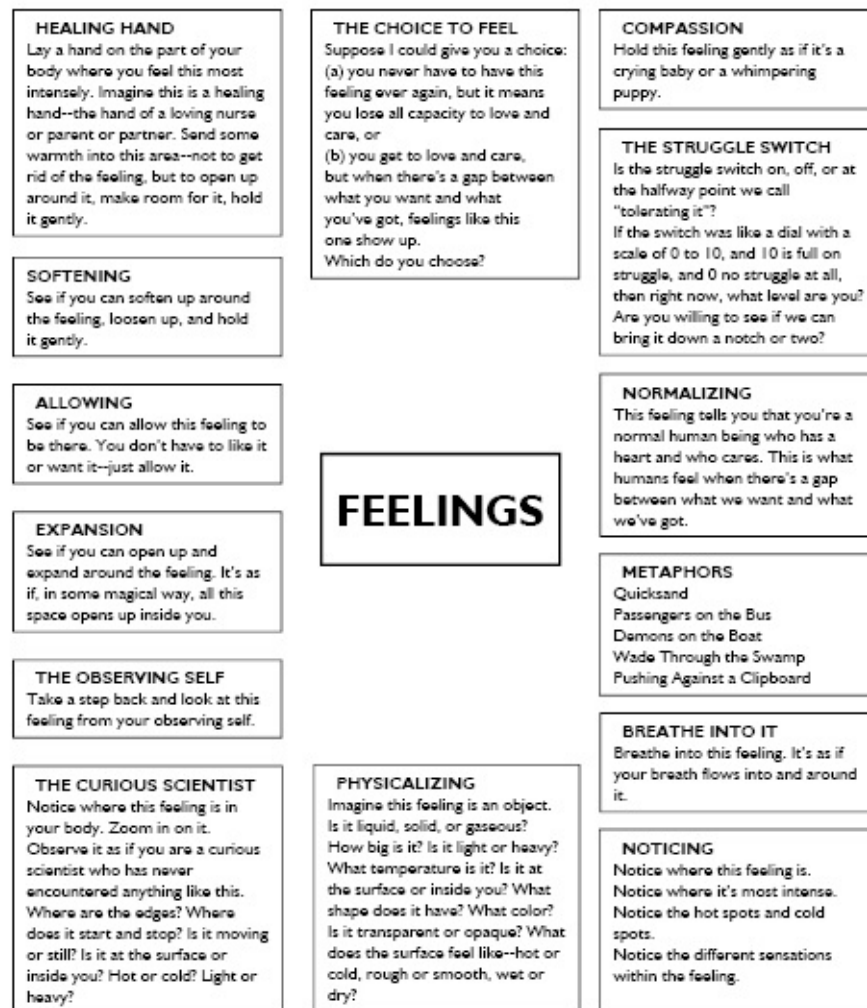 HEALING HAND
Lay a hand on the part of your
body where you feel this most
intensely. Imagine this is a healing
hand--the hand of a loving nurse
or parent or partner. Send some
warmth into this area--not to get
rid of the feeling, but to open up
around it, make room for it, hold
it gently.
SOFTENING
See if you can soften up around
the feeling, loosen up, and hold
it gently.
ALLOWING
See if you can allow this feeling to
be there. You don't have to like it
or want it--just allow it.
EXPANSION
See if you can open up and
expand around the feeling. It's as
if, in some magical way, all this
space opens up inside you.
THE OBSERVING SELF
Take a step back and look at this
feeling from your observing self.
THE CURIOUS SCIENTIST
Notice where this feeling is in
your body. Zoom in on it.
Observe it as if you are a curious
scientist who has never
encountered anything like this.
Where are the edges? Where
does it start and stop? Is it moving
or still? Is it at the surface or
inside you? Hot or cold? Light or
heavy?
THE CHOICE TO FEEL
Suppose I could give you a choice:
(a) you never have to have this
feeling ever again, but it means
you lose all capacity to love and
care, or
(b) you get to love and care,
but when there's a gap between
what you want and what
you've got, feelings like this
one show up.
Which do you choose?
FEELINGS
PHYSICALIZING
Imagine this feeling is an object.
Is it liquid, solid, or gaseous?
How big is it? Is it light or heavy?
What temperature is it? Is it at
the surface or inside you? What
shape does it have? What color?
Is it transparent or opaque? What
does the surface feel like--hot or
cold, rough or smooth, wet or
dry?
COMPASSION
Hold this feeling gently as if it's a
crying baby or a whimpering
puppy.
THE STRUGGLE SWITCH
Is the struggle switch on, off, or at
the halfway point we call
"tolerating it"?
If the switch was like a dial with a
scale of 0 to 10, and 10 is full on
struggle, and 0 no struggle at all,
then right now, what level are you?
Are you willing to see if we can
bring it down a notch or two?
NORMALIZING
This feeling tells you that you're a
normal human being who has a
heart and who cares. This is what
humans feel when there's a gap
between what we want and what
we've got.
METAPHORS
Quicksand
Passengers on the Bus
Demons on the Boat
Wade Through the Swamp
Pushing Against a Clipboard
BREATHE INTO IT
Breathe into this feeling. It's as if
your breath flows into and around
it.
NOTICING
Notice where this feeling is.
Notice where it's most intense.
Notice the hot spots and cold
spots.
Notice the different sensations
within the feeling.